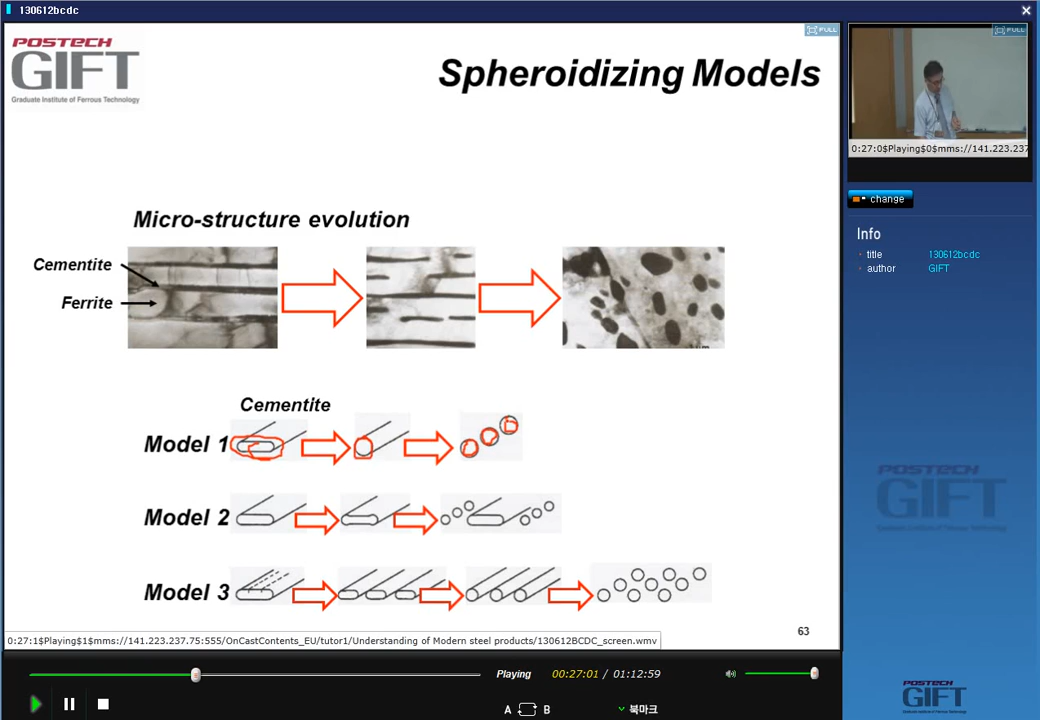 130612bcdc
POSTECH
GIFT
Graduate Institute of Ferrous Technology
Spheroidizing Models
FULL
FULL
0:27:0$Playing$0$mms://141.223.237
change
Info
title 130612bcdc
author GIFT
Micro-structure evolution
Cementite
Ferrite
Cementite
Model 1
Model 2
Model 3
63
0:27:1$Playing$1$mms://141.223.237.75:555/OnCastContents_EU/tutor1/Understanding of Modern steel products/130612BCDC_screen.wmv
POSTECH
GIFT
Playing 00:27:01 / 01:12:59
A B 북마크
POSTECH
GIFT